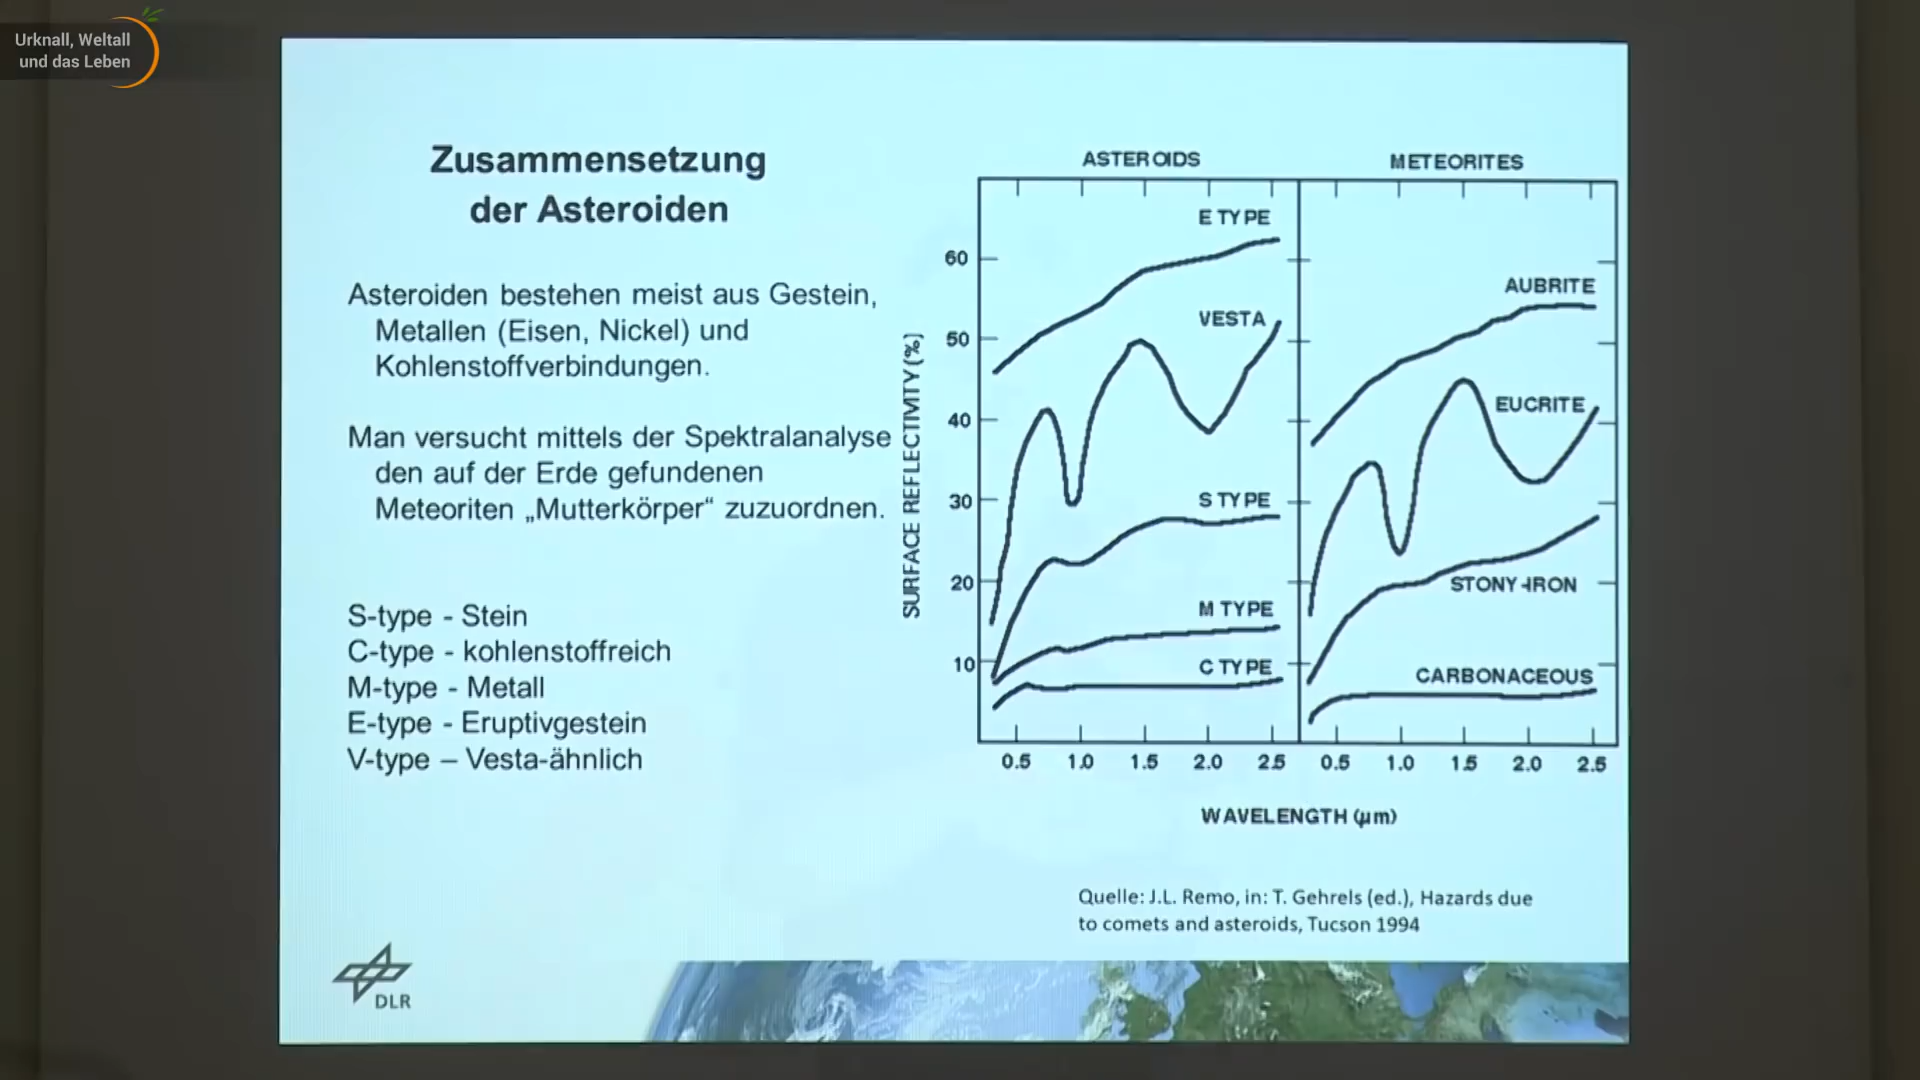 Urknall, Weltall
und das Leben
Zusammensetzung
der Asteroiden
Asteroiden bestehen meist aus Gestein,
Metallen (Eisen, Nickel) und
Kohlenstoffverbindungen.
Man versucht mittels der Spektralanalyse
den auf der Erde gefundenen
Meteoriten „Mutterkörper“ zuzuordnen.
S-type - Stein
C-type - kohlenstoffreich
M-type - Metall
E-type - Eruptivgestein
V-type – Vesta-ähnlich
ASTEROIDS
METEORITES
SURFACE REFLECTIVITY (%)
60
50
40
30
20
10
E TYPE
VESTA
S TYPE
M TYPE
C TYPE
AUBRITE
EUCRITE
STONY-IRON
CARBONACEOUS
0.5 1.0 1.5 2.0 2.5 0.5 1.0 1.5 2.0 2.5
WAVELENGTH (µm)
Quelle: J.L. Remo, in: T. Gehrels (ed.), Hazards due
to comets and asteroids, Tucson 1994
DLR